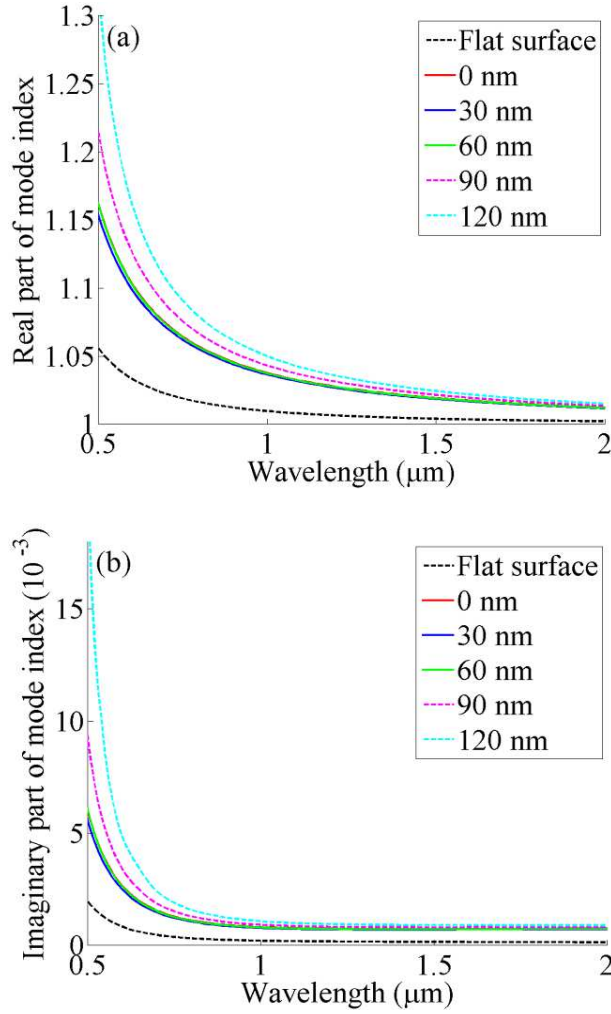 (a)
Real part of mode index
1.3
1.25
1.2
1.15
1.1
1.05
1
Flat surface
0 nm
30 nm
60 nm
90 nm
120 nm
0.5 1 1.5 2
Wavelength (μm)
(b)
Imaginary part of mode index (10⁻³)
15
10
5
0
Flat surface
0 nm
30 nm
60 nm
90 nm
120 nm
0.5 1 1.5 2
Wavelength (μm)